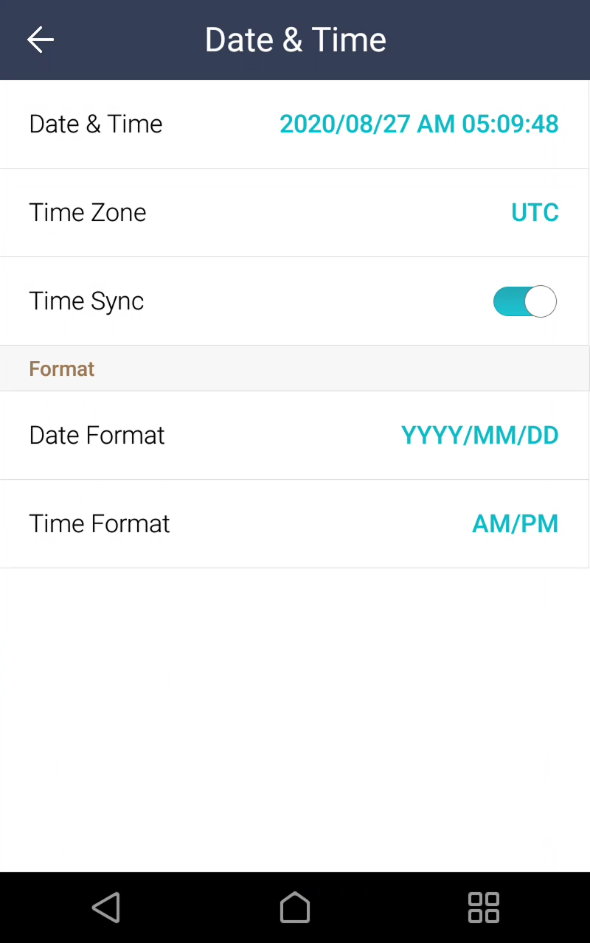 Date & Time
Date & Time 2020/08/27 AM 05:09:48
Time Zone UTC
Time Sync
Format
Date Format YYYY/MM/DD
Time Format AM/PM